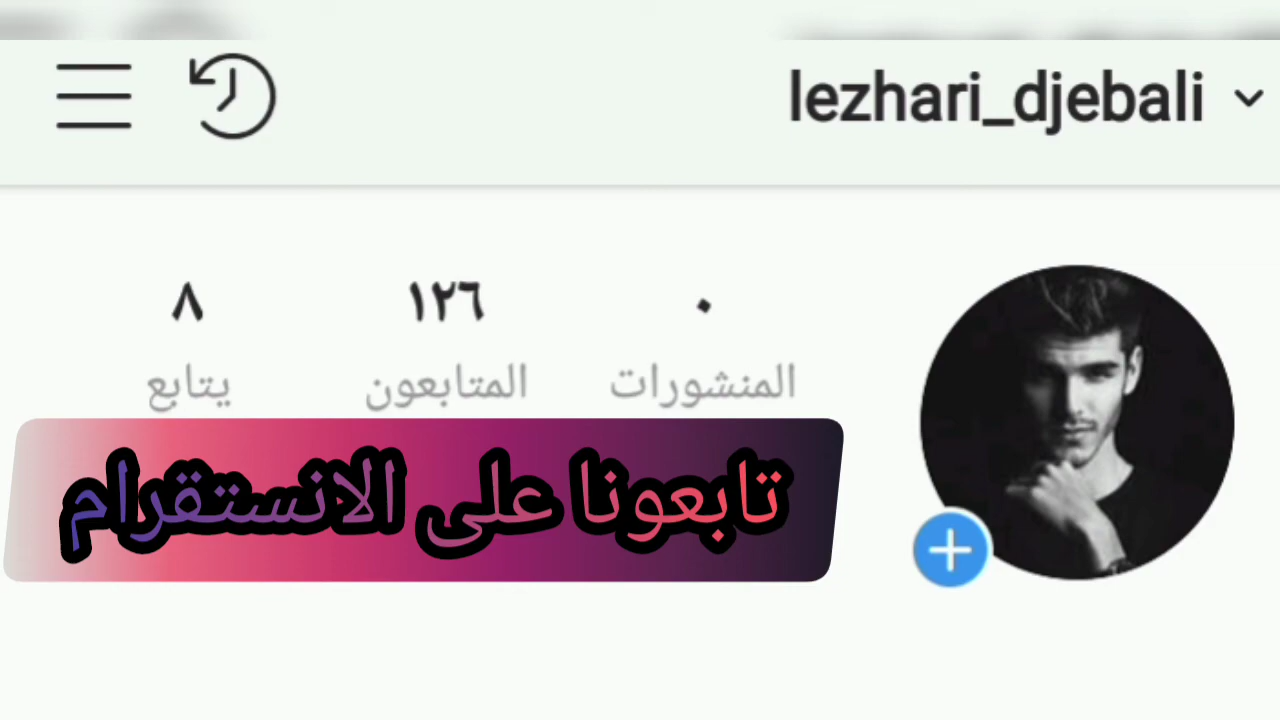 lezhari_djebali
٠ ١٢٦ ٨
المنشورات المتابعون يتابع
تابعونا على الانستقرام